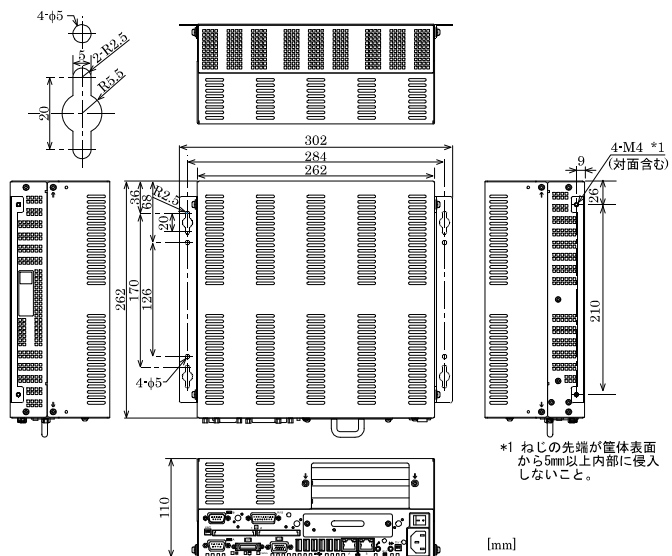 4-φ5
5
2-R2.5
R5.5
20
302
284
262
R2.5
36
68
20
262
170
126
4-φ5
9
4-M4 *1
(対面含む)
26
210
*1 ねじの先端が筐体表面
から5mm以上内部に侵入
しないこと。
110
[mm]